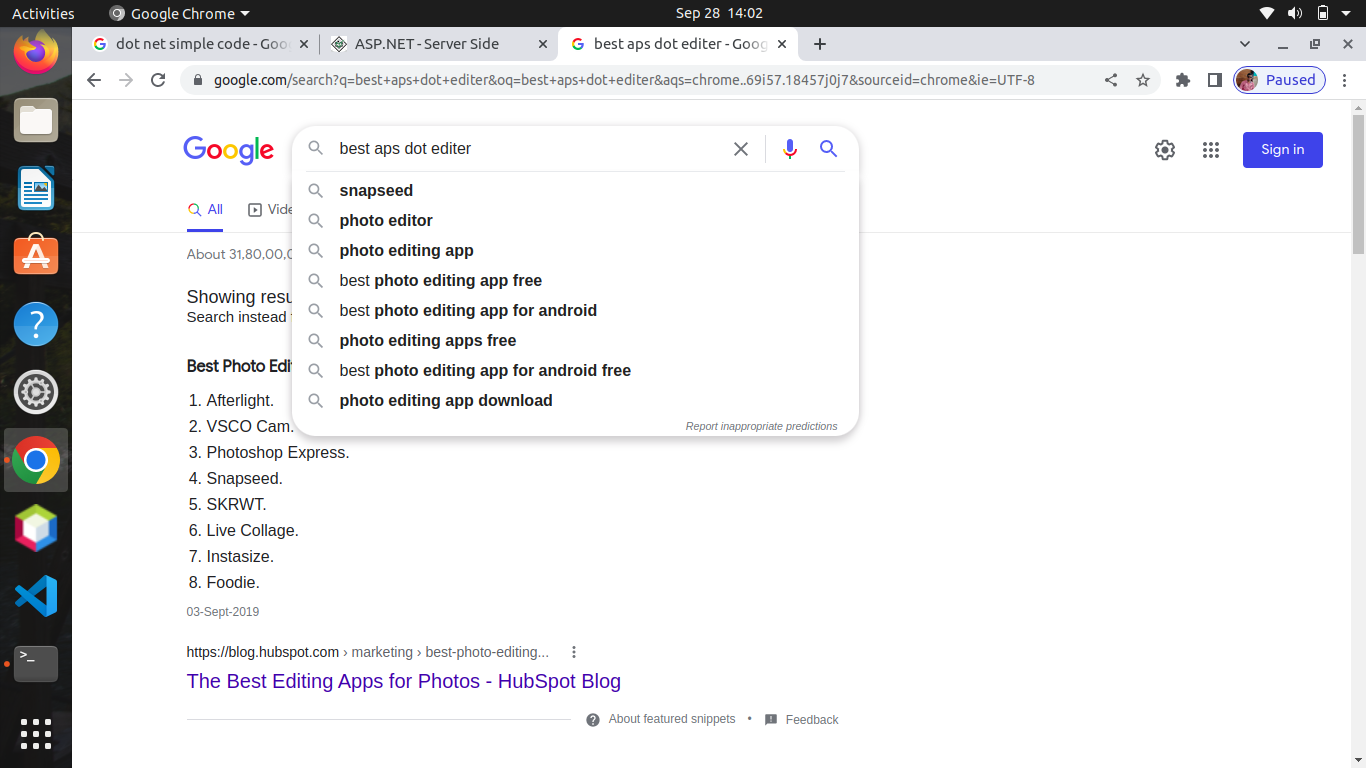 Activities
Google Chrome
Sep 28 14:02
dot net simple code - Goo
ASP.NET - Server Side
best aps dot editer - Goog
google.com/search?q=best+aps+dot+editer&oq=best+aps+dot+editer&aqs=chrome..69i57.18457j0j7&sourceid=chrome&ie=UTF-8
Paused
Google
best aps dot editer
Sign in
snapseed
photo editor
photo editing app
best photo editing app free
best photo editing app for android
photo editing apps free
best photo editing app for android free
photo editing app download
Report inappropriate predictions
All
About 31,80,00,0
Showing
Search instead
Best Photo
1. Afterlight.
2. VSCO Cam.
3. Photoshop Express.
4. Snapseed.
5. SKRWT.
6. Live Collage.
7. Instasize.
8. Foodie.
03-Sept-2019
https://blog.hubspot.com › marketing › best-photo-editing...
The Best Editing Apps for Photos - HubSpot Blog
About featured snippets • Feedback